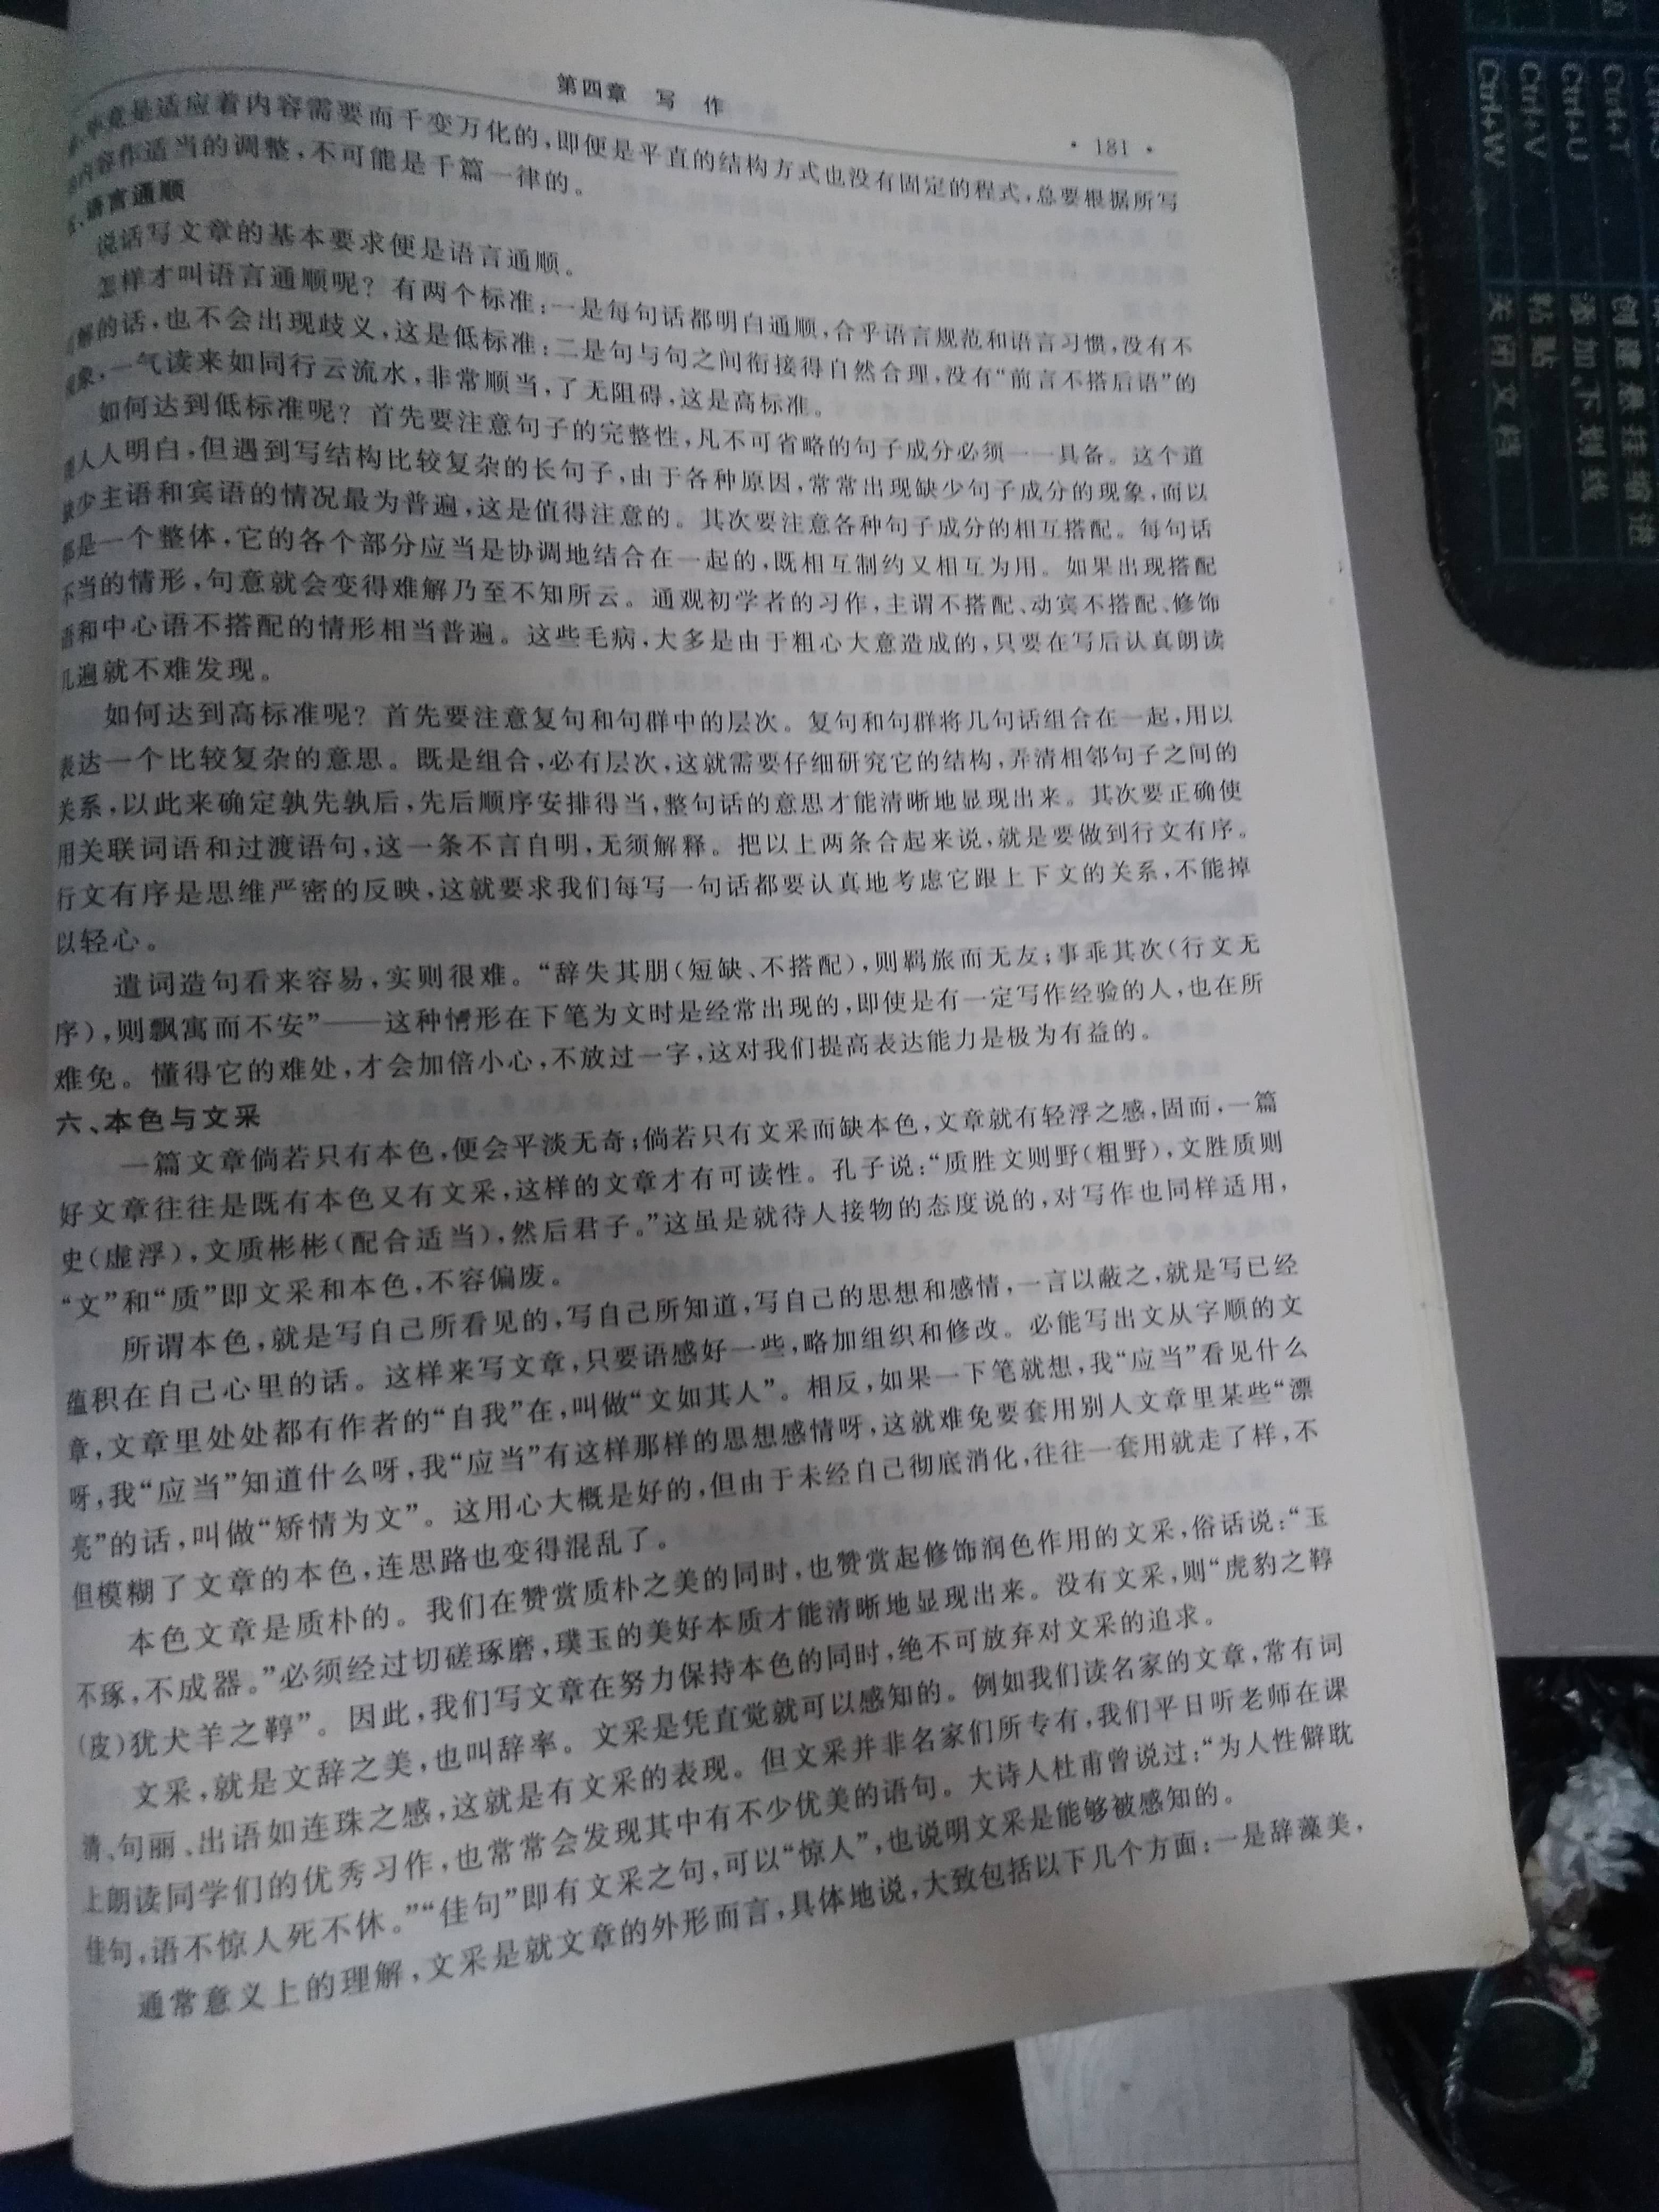 第四章 写 作
· 181 ·
意是适应着内容需要而千变万化的,即便是平直的结构方式也没有固定的程式,总要根据所写
内容作适当的调整,不可能是千篇一律的。
、语言通顺
说话写文章的基本要求便是语言通顺。
怎样才叫语言通顺呢?有两个标准:一是每句话都明白通顺,合乎语言规范和语言习惯,没有不
解的话,也不会出现歧义,这是低标准;二是句与句之间衔接得自然合理,没有“前言不搭后语”的
象,一气读来如同行云流水,非常顺当,了无阻碍,这是高标准。
如何达到低标准呢?首先要注意句子的完整性,凡不可省略的句子成分必须一一具备。这个道
人人明白,但遇到写结构比较复杂的长句子,由于各种原因,常常出现缺少句子成分的现象,而以
缺少主语和宾语的情况最为普遍,这是值得注意的。其次要注意各种句子成分的相互搭配。每句话
都是一个整体,它的各个部分应当是协调地结合在一起的,既相互制约又相互为用。如果出现搭配
不当的情形,句意就会变得难解乃至不知所云。通观初学者的习作,主谓不搭配、动宾不搭配、修饰
语和中心语不搭配的情形相当普遍。这些毛病,大多是由于粗心大意造成的,只要在写后认真朗读
几遍就不难发现。
如何达到高标准呢?首先要注意复句和句群中的层次。复句和句群将几句话组合在一起,用以
表达一个比较复杂的意思。既是组合,必有层次,这就需要仔细研究它的结构,弄清相邻句子之间的
关系,以此来确定孰先孰后,先后顺序安排得当,整句话的意思才能清晰地显现出来。其次要正确使
用关联词语和过渡语句,这一条不言自明,无须解释。把以上两条合起来说,就是要做到行文有序。
行文有序是思维严密的反映,这就要求我们每写一句话都要认真地考虑它跟上下文的关系,不能掉
以轻心。
遣词造句看来容易,实则很难。“辞失其朋(短缺、不搭配),则羁旅而无友;事乖其次(行文无
序),则飘寓而不安”——这种情形在下笔为文时是经常出现的,即使是有一定写作经验的人,也在所
难免。懂得它的难处,才会加倍小心,不放过一字,这对我们提高表达能力是极为有益的。
六、本色与文采
一篇文章倘若只有本色,便会平淡无奇;倘若只有文采而缺本色,文章就有轻浮之感,固而,一篇
好文章往往是既有本色又有文采,这样的文章才有可读性。孔子说:“质胜文则野(粗野),文胜质则
史(虚浮),文质彬彬(配合适当),然后君子。”这虽是就待人接物的态度说的,对写作也同样适用,
“文”和“质”即文采和本色,不容偏废。
所谓本色,就是写自己所看见的,写自己所知道,写自己的思想和感情,一言以蔽之,就是写已经
蕴积在自己心里的话。这样来写文章,只要语感好一些,略加组织和修改。必能写出文从字顺的文
章,文章里处处都有作者的“自我”在,叫做“文如其人”。相反,如果一下笔就想,我“应当”看见什么
呀,我“应当”知道什么呀,我“应当”有这样那样的思想感情呀,这就难免要套用别人文章里某些“漂
亮”的话,叫做“矫情为文”。这用心大概是好的,但由于未经自己彻底消化,往往一套用就走了样,不
但模糊了文章的本色,连思路也变得混乱了。
本色文章是质朴的。我们在赞赏质朴之美的同时,也赞赏起修饰润色作用的文采,俗话说:“玉
不琢,不成器。”必须经过切磋琢磨,璞玉的美好本质才能清晰地显现出来。没有文采,则“虎豹之鞟
(皮)犹犬羊之鞟”。因此,我们写文章在努力保持本色的同时,绝不可放弃对文采的追求。
文采,就是文辞之美,也叫辞率。文采是凭直觉就可以感知的。例如我们读名家的文章,常有词
清、句丽、出语如连珠之感,这就是有文采的表现。但文采并非名家们所专有,我们平日听老师在课
上朗读同学们的优秀习作,也常常会发现其中有不少优美的语句。大诗人杜甫曾说过:“为人性僻耽
佳句,语不惊人死不休。”“佳句”即有文采之句,可以“惊人”,也说明文采是能够被感知的。
通常意义上的理解,文采是就文章的外形而言,具体地说,大致包括以下几个方面:一是辞藻美,
Ctrl+T
Ctrl+U
Ctrl+V
Ctrl+W
创建悬挂缩进
添加下划线
粘贴
关闭文档